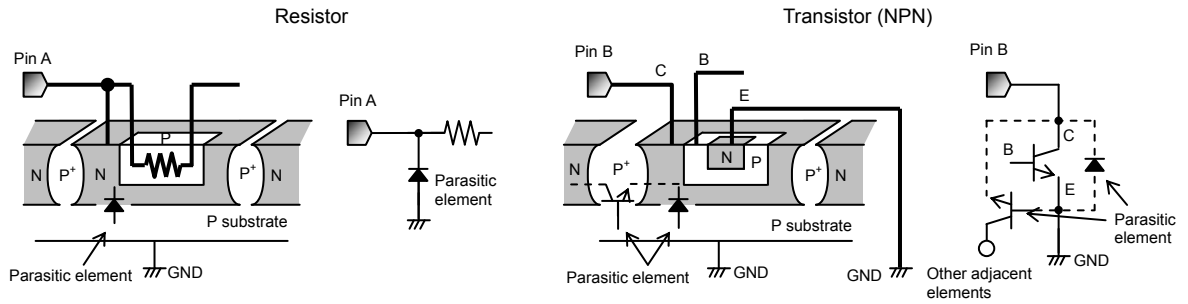 Resistor
Transistor (NPN)
Pin A
P
N
P+
N
P+
N
P substrate
Parasitic element
GND
Pin A
Parasitic
element
Pin B
C
B
E
N
P+
N
P
P+
N
P substrate
Parasitic element
GND
GND
Pin B
C
B
E
Parasitic
element
GND
Other adjacent
elements